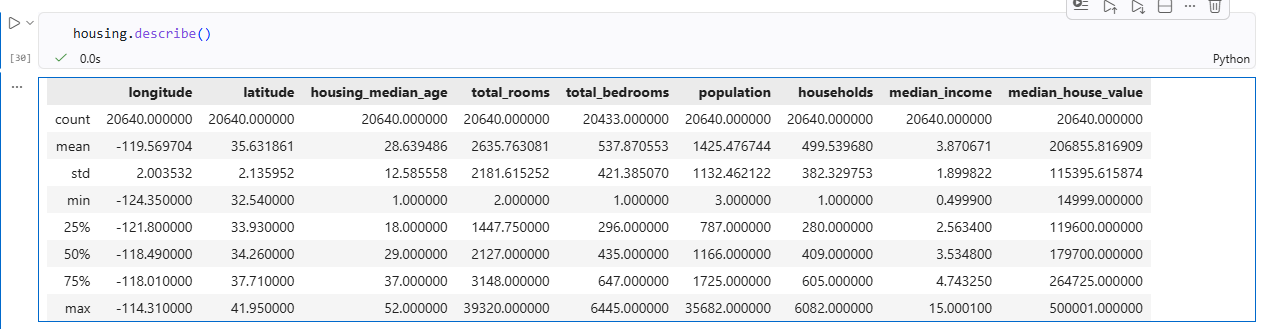 housing.describe()
[30] 0.0s Python
longitude latitude housing_median_age total_rooms total_bedrooms population households median_income median_house_value
count 20640.000000 20640.000000 20640.000000 20640.000000 20433.000000 20640.000000 20640.000000 20640.000000 20640.000000
mean -119.569704 35.631861 28.639486 2635.763081 537.870553 1425.476744 499.539680 3.870671 206855.816909
std 2.003532 2.135952 12.585558 2181.615252 421.385070 1132.462122 382.329753 1.899822 115395.615874
min -124.350000 32.540000 1.000000 2.000000 1.000000 3.000000 1.000000 0.499900 14999.000000
25% -121.800000 33.930000 18.000000 1447.750000 296.000000 787.000000 280.000000 2.563400 119600.000000
50% -118.490000 34.260000 29.000000 2127.000000 435.000000 1166.000000 409.000000 3.534800 179700.000000
75% -118.010000 37.710000 37.000000 3148.000000 647.000000 1725.000000 605.000000 4.743250 264725.000000
max -114.310000 41.950000 52.000000 39320.000000 6445.000000 35682.000000 6082.000000 15.000100 500001.000000